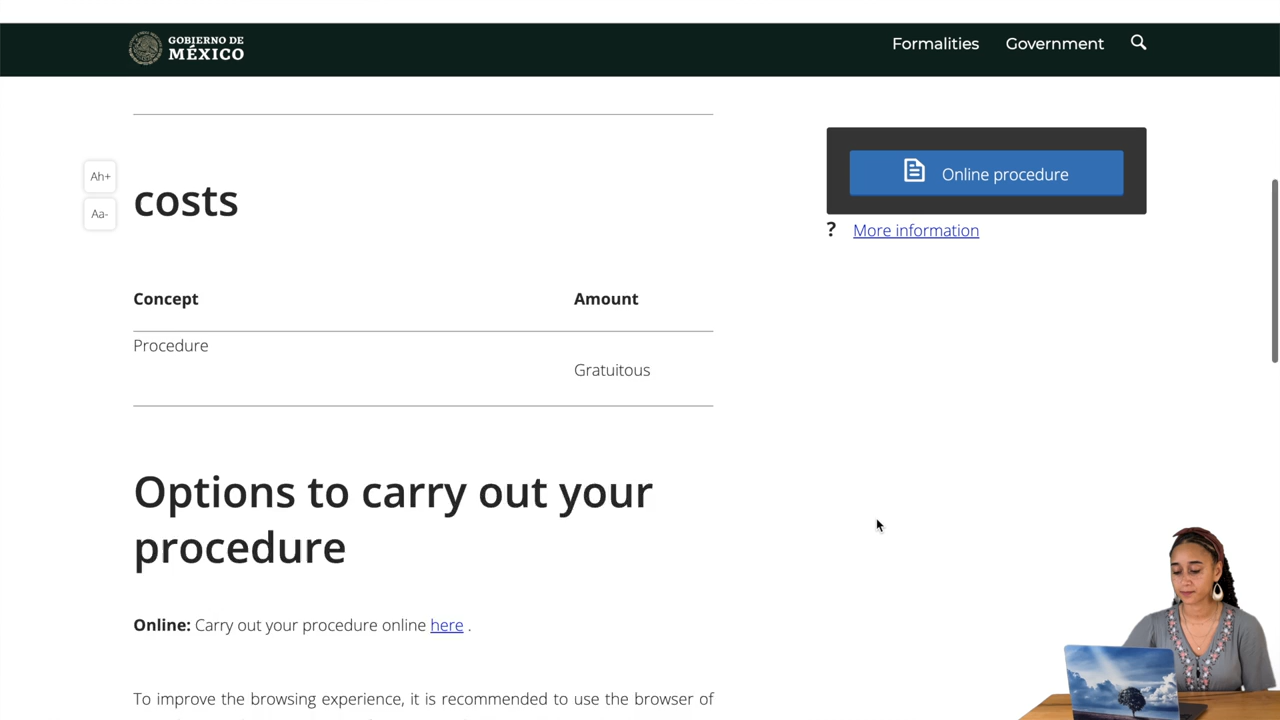 GOBIERNO DE
MÉXICO
Formalities
Government
Ah+
Aa-
costs
Online procedure
? More information
Concept
Amount
Procedure
Gratuitous
Options to carry out your
procedure
Online: Carry out your procedure online here .
To improve the browsing experience, it is recommended to use the browser of